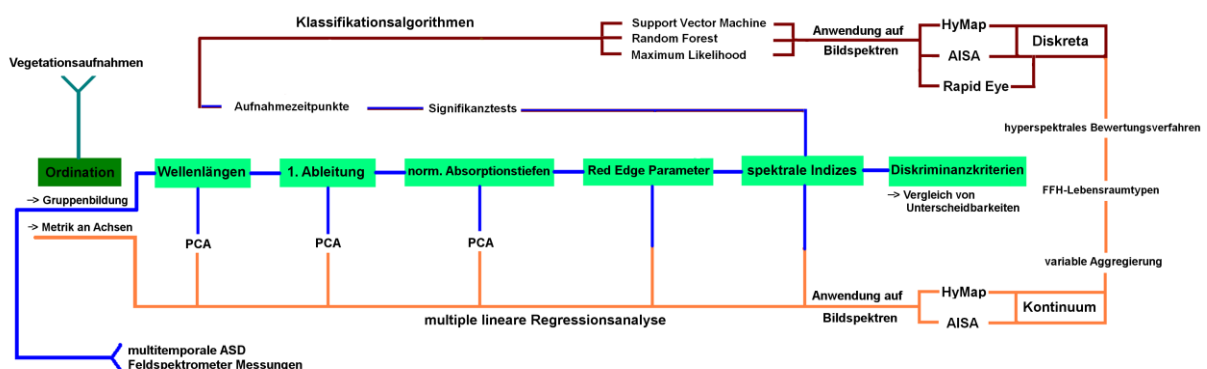 Klassifikationsalgorithmen
Support Vector Machine
Random Forest
Maximum Likelihood
Anwendung auf
Bildspektren
HyMap
AISA
Rapid Eye
Diskreta
Vegetationsaufnahmen
Aufnahmezeitpunkte
Signifikanztests
hyperspektrales Bewertungsverfahren
Ordination
Wellenlängen
1. Ableitung
norm. Absorptionstiefen
Red Edge Parameter
spektrale Indizes
Diskriminanzkriterien
--> Gruppenbildung
--> Vergleich von
Unterscheidbarkeiten
FFH-Lebensraumtypen
--> Metrik an Achsen
PCA
PCA
PCA
variable Aggregierung
multiple lineare Regressionsanalyse
Anwendung auf
Bildspektren
HyMap
AISA
Kontinuum
multitemporale ASD
Feldspektrometer Messungen